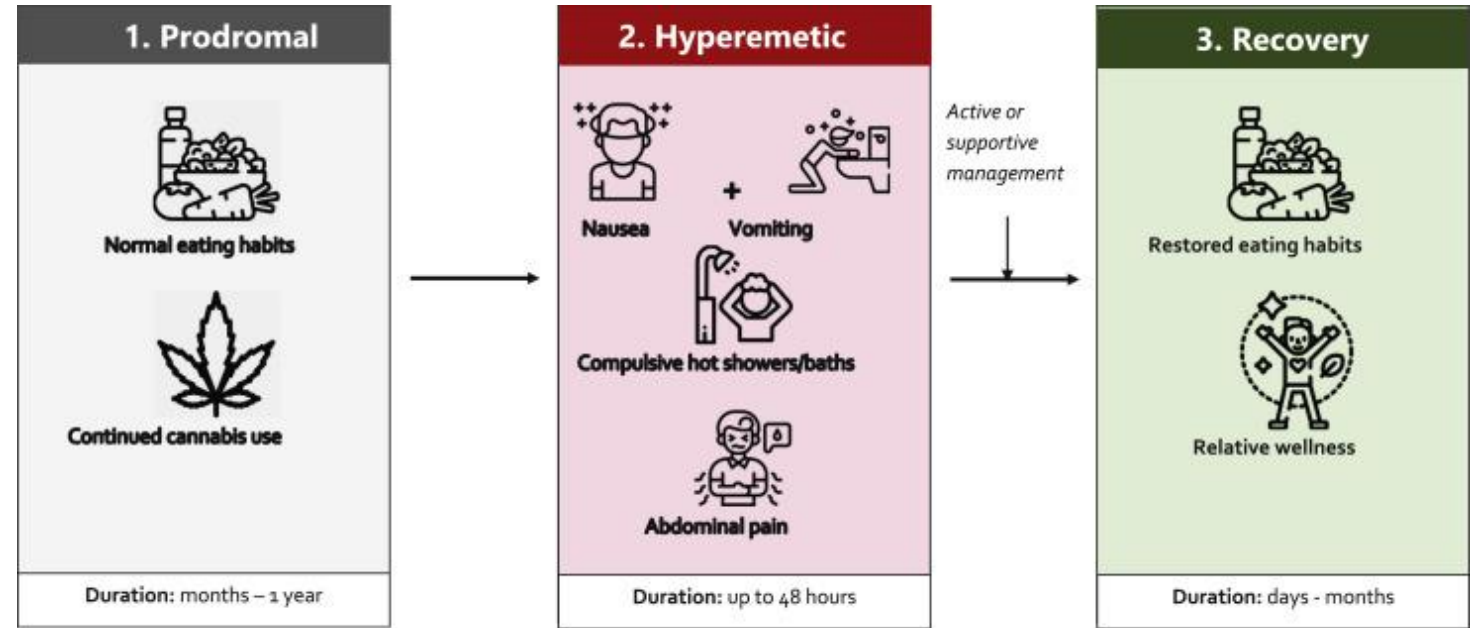 1. Prodromal
Normal eating habits
Continued cannabis use
Duration: months – 1 year
2. Hyperemetic
Nausea
+
Vomiting
Compulsive hot showers/baths
Abdominal pain
Duration: up to 48 hours
Active or
supportive
management
3. Recovery
Restored eating habits
Relative wellness
Duration: days - months